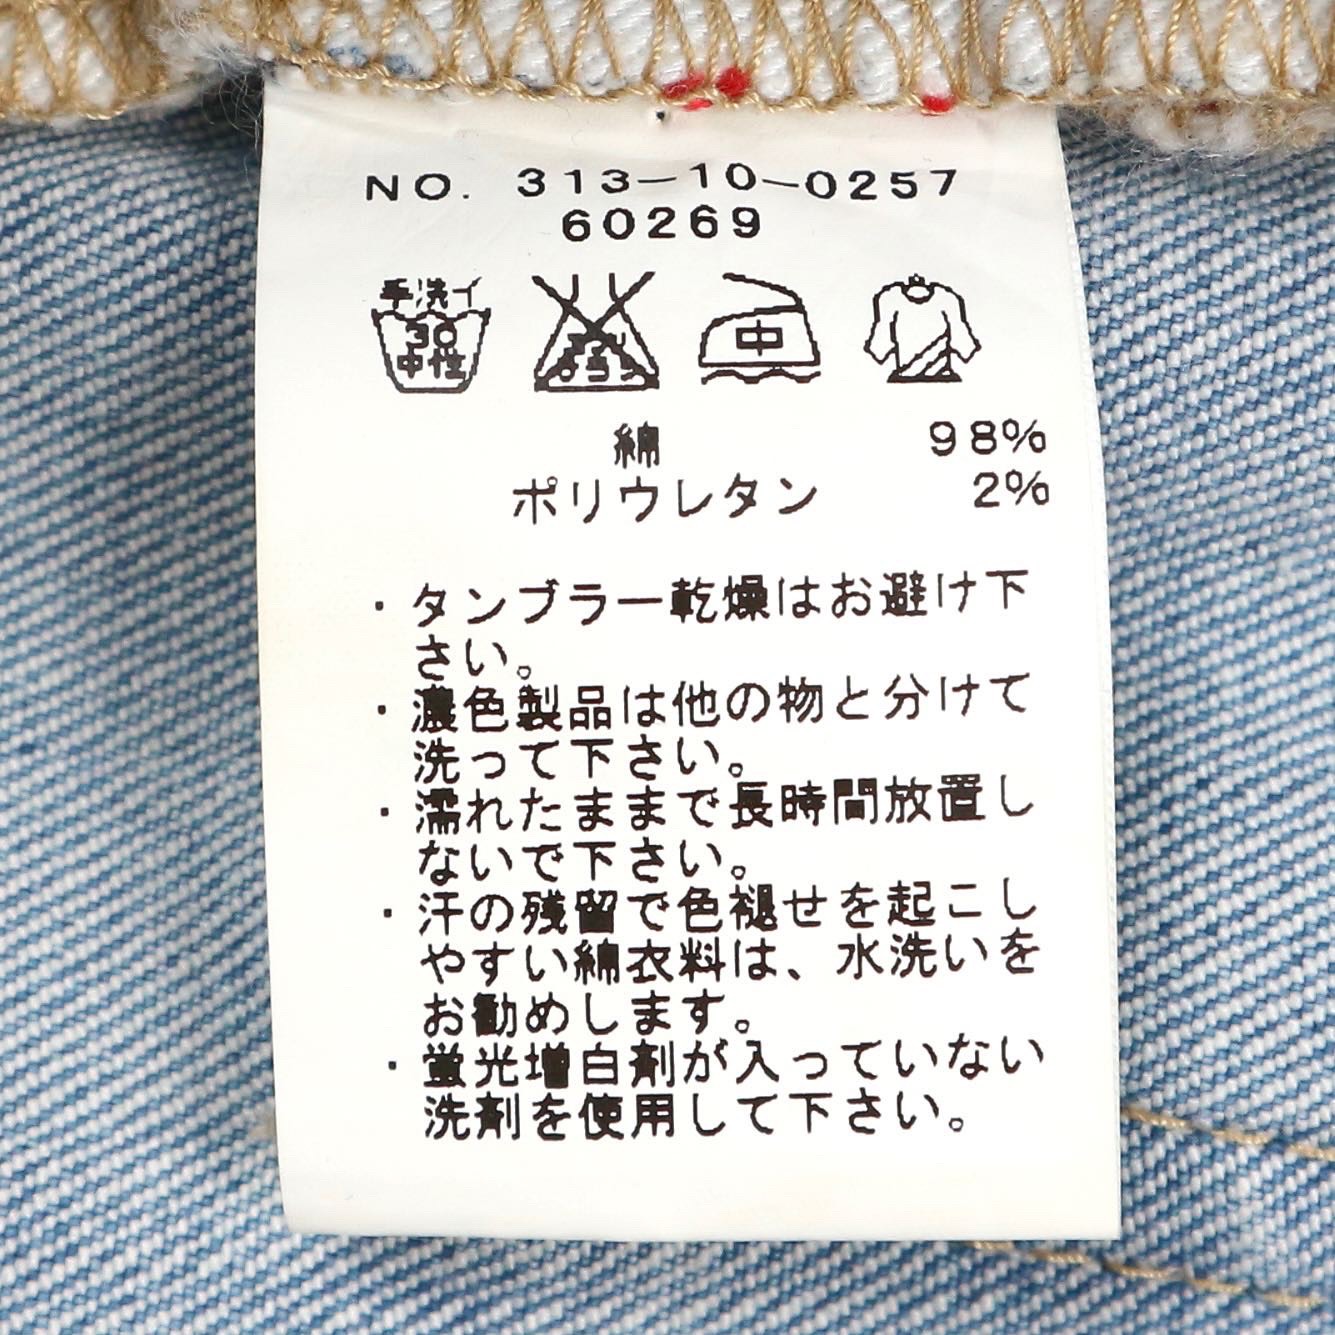 NO. 313-10-0257
60269
手洗イ
30
中性
中
綿 98%
ポリウレタン 2%
・タンブラー乾燥はお避け下
さい。
・濃色製品は他の物と分けて
洗って下さい。
・濡れたままで長時間放置し
ないで下さい。
・汗の残留で色褪せを起こし
やすい綿衣料は、水洗いを
お勧めします。
・蛍光増白剤が入っていない
洗剤を使用して下さい。